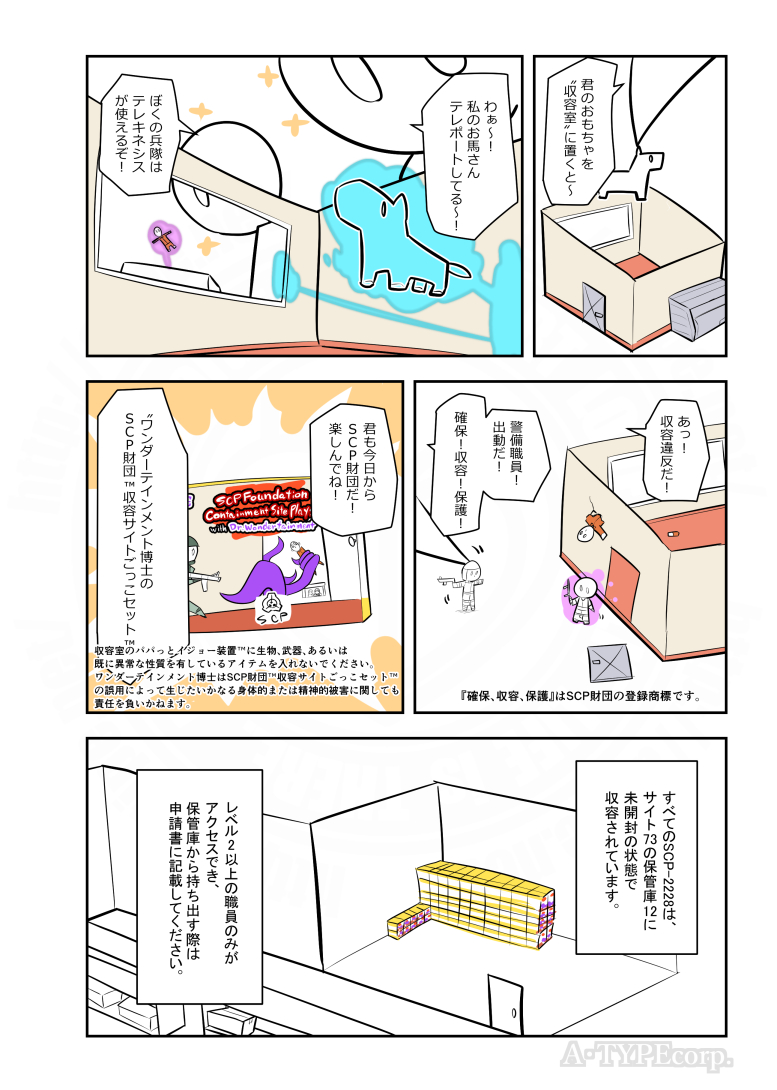 君のおもちゃを
“収容室”に置くと～
わぁ～！
私のお馬さん
テレポートしてる～！
ぼくの兵隊は
テレキネシス
が使えるぞ！
あっ！
収容違反だ！
警備職員！
出動だ！
確保！収容！保護！
『確保、収容、保護』はSCP財団の登録商標です。
君も今日から
ＳＣＰ財団だ！
楽しんでね！
SCP Foundation
Containment Site Play
with Dr. Wondertainment
SCP
“ワンダーテインメント博士の
ＳＣＰ財団™収容サイトごっこセット™
収容室のパパっとイジョー装置™に生物、武器、あるいは
既に異常な性質を有しているアイテムを入れないでください。
ワンダーテインメント博士はSCP財団™収容サイトごっこセット™
の誤用によって生じたいかなる身体的または精神的被害に関しても
責任を負いかねます。
すべてのSCP-2228は、
サイト73の保管庫12に
未開封の状態で
収容されています。
レベル2以上の職員のみが
アクセスでき、
保管庫から持ち出す際は
申請書に記載してください。
A-TYPEcorp.